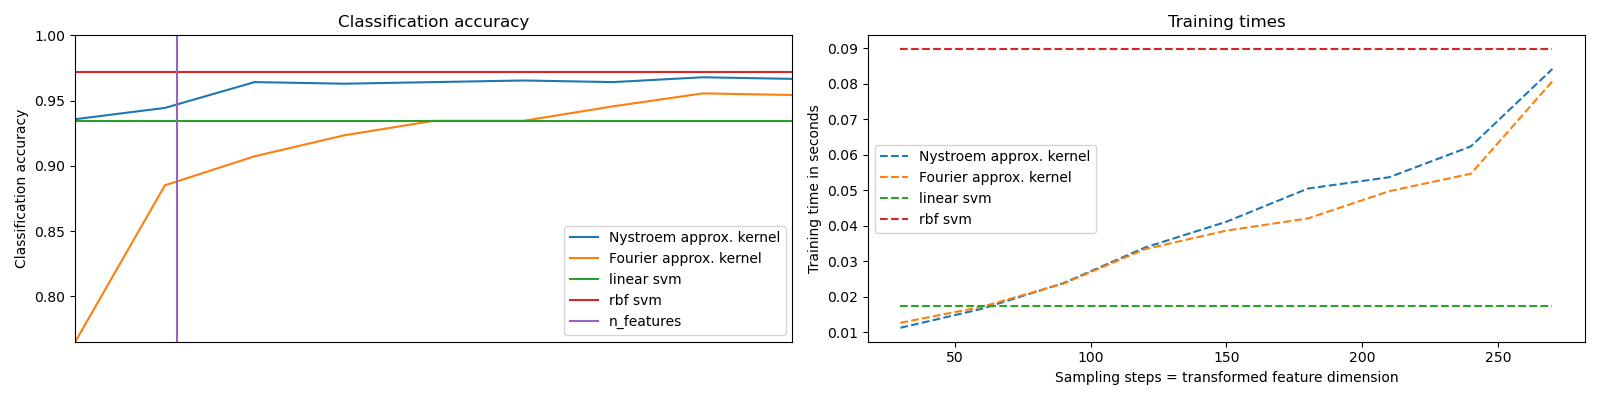 Classification accuracy
Classification accuracy
1.00
0.95
0.90
0.85
0.80
Nystroem approx. kernel
Fourier approx. kernel
linear svm
rbf svm
n_features
Training times
Training time in seconds
0.09
0.08
0.07
0.06
0.05
0.04
0.03
0.02
0.01
Nystroem approx. kernel
Fourier approx. kernel
linear svm
rbf svm
50 100 150 200 250
Sampling steps = transformed feature dimension